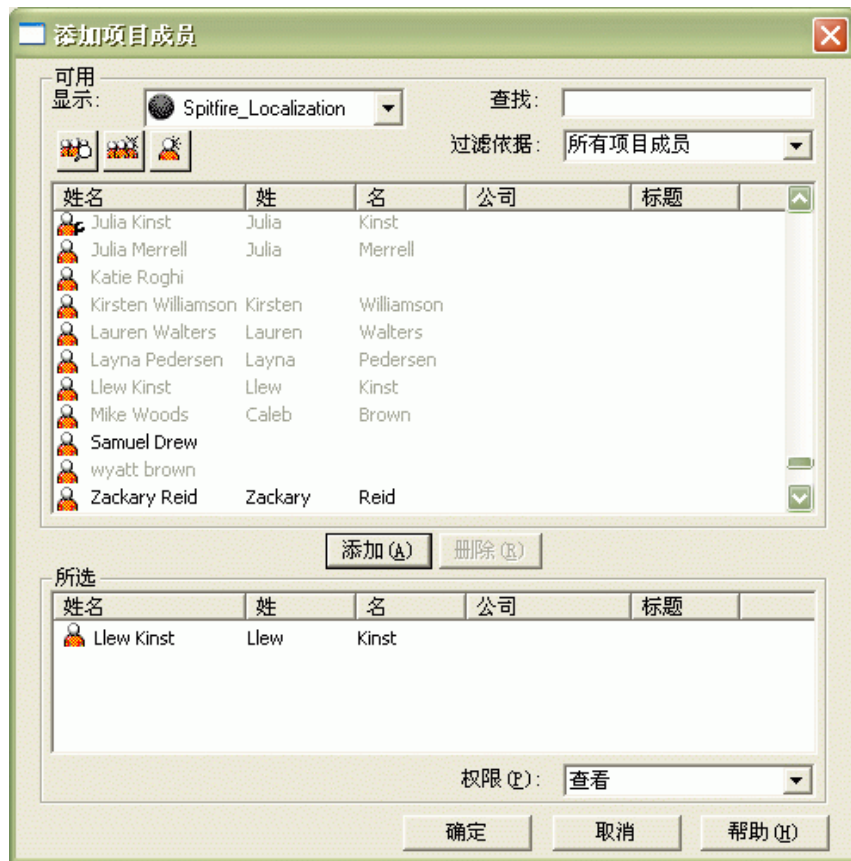 添加项目成员
可用
显示: Spitfire_Localization 查找:
过滤依据: 所有项目成员
姓名 姓 名 公司 标题
Julia Kinst Julia Kinst
Julia Merrell Julia Merrell
Katie Roghi
Kirsten Williamson Kirsten Williamson
Lauren Walters Lauren Walters
Layna Pedersen Layna Pedersen
Llew Kinst Llew Kinst
Mike Woods Caleb Brown
Samuel Drew
wyatt brown
Zackary Reid Zackary Reid
添加(A) 删除(R)
所选
姓名 姓 名 公司 标题
Llew Kinst Llew Kinst
权限(P): 查看
确定 取消 帮助(H)